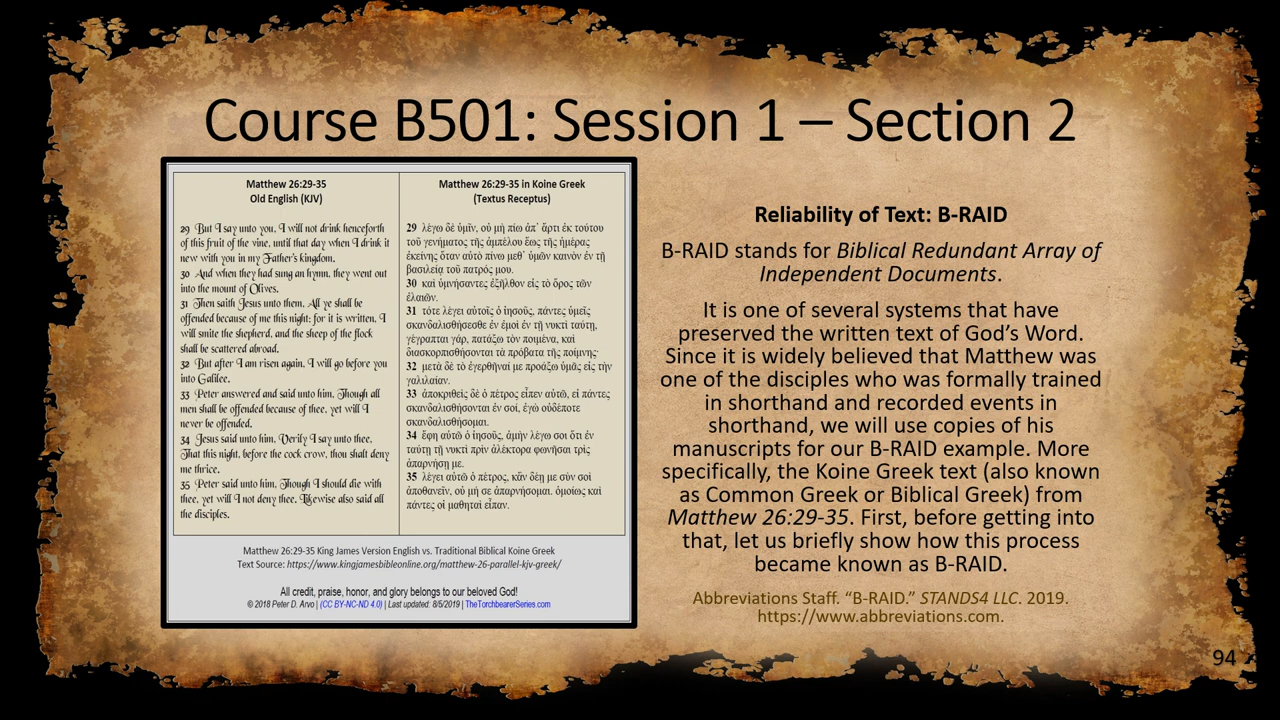 Course B501: Session 1 – Section 2
Matthew 26:29-35
Old English (KJV)
29 But I say unto you, I will not drink henceforth
of this fruit of the vine, until that day when I drink it
new with you in my Father's kingdom.
30 And when they had sung an hymn, they went out
into the mount of Olives.
31 Then saith Jesus unto them, All ye shall be
offended because of me this night: for it is written, I
will smite the shepherd, and the sheep of the flock
shall be scattered abroad.
32 But after I am risen again, I will go before you
into Galilee.
33 Peter answered and said unto him, Though all
men shall be offended because of thee, yet will I
never be offended.
34 Jesus said unto him, Verily I say unto thee,
That this night, before the cock crow, thou shalt deny
me thrice.
35 Peter said unto him, Though I should die with
thee, yet will I not deny thee. Likewise also said all
the disciples.
Matthew 26:29-35 in Koine Greek
(Textus Receptus)
29 λέγω δὲ ὑμῖν, οὐ μὴ πίω ἀπ᾽ ἄρτι ἐκ τούτου
τοῦ γενήματος τῆς ἀμπέλου ἕως τῆς ἡμέρας
ἐκείνης ὅταν αὐτὸ πίνω μεθ᾽ ὑμῶν καινὸν ἐν τῇ
βασιλείᾳ τοῦ πατρός μου.
30 καὶ ὑμνήσαντες ἐξῆλθον εἰς τὸ ὄρος τῶν
ἐλαιῶν.
31 τότε λέγει αὐτοῖς ὁ ἰησοῦς, πάντες ὑμεῖς
σκανδαλισθήσεσθε ἐν ἐμοὶ ἐν τῇ νυκτὶ ταύτῃ,
γέγραπται γάρ, πατάξω τὸν ποιμένα, καὶ
διασκορπισθήσονται τὰ πρόβατα τῆς ποίμνης·
32 μετὰ δὲ τὸ ἐγερθῆναί με προάξω ὑμᾶς εἰς τὴν
γαλιλαίαν.
33 ἀποκριθεὶς δὲ ὁ πέτρος εἶπεν αὐτῷ, εἰ πάντες
σκανδαλισθήσονται ἐν σοί, ἐγὼ οὐδέποτε
σκανδαλισθήσομαι.
34 ἔφη αὐτῷ ὁ ἰησοῦς, ἀμὴν λέγω σοι ὅτι ἐν
ταύτῃ τῇ νυκτὶ πρὶν ἀλέκτορα φωνῆσαι τρὶς
ἀπαρνήσῃ με.
35 λέγει αὐτῷ ὁ πέτρος, κἂν δέῃ με σὺν σοὶ
ἀποθανεῖν, οὐ μή σε ἀπαρνήσομαι. ὁμοίως καὶ
πάντες οἱ μαθηταὶ εἶπαν.
Matthew 26:29-35 King James Version English vs. Traditional Biblical Koine Greek
Text Source: https://www.kingjamesbibleonline.org/matthew-26-parallel-kjv-greek/
All credit, praise, honor, and glory belongs to our beloved God!
© 2018 Peter D. Arvo | (CC BY-NC-ND 4.0) | Last updated: 8/5/2019 | TheTorchbearerSeries.com
Reliability of Text: B-RAID
B-RAID stands for Biblical Redundant Array of
Independent Documents.
It is one of several systems that have
preserved the written text of God’s Word.
Since it is widely believed that Matthew was
one of the disciples who was formally trained
in shorthand and recorded events in
shorthand, we will use copies of his
manuscripts for our B-RAID example. More
specifically, the Koine Greek text (also known
as Common Greek or Biblical Greek) from
Matthew 26:29-35. First, before getting into
that, let us briefly show how this process
became known as B-RAID.
Abbreviations Staff. “B-RAID.” STANDS4 LLC. 2019.
https://www.abbreviations.com.
94